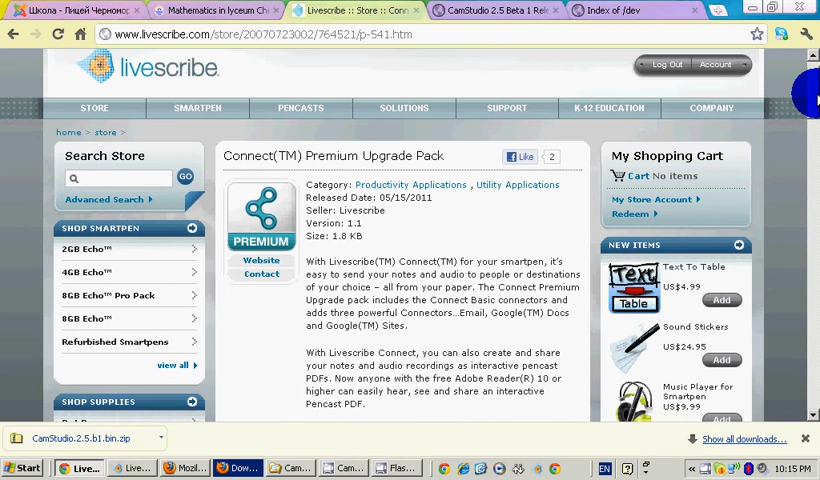 Школа - Лицей Черномор
Mathematics in lyceum Ch
Livescribe :: Store :: Conn
CamStudio 2.5 Beta 1 Rel
Index of /dev
www.livescribe.com/store/20070723002/764521/p-541.htm
livescribe
Log Out
Account
STORE
SMARTPEN
PENCASTS
SOLUTIONS
SUPPORT
K-12 EDUCATION
COMPANY
home > store >
Search Store
GO
Advanced Search
SHOP SMARTPEN
2GB Echo™
4GB Echo™
8GB Echo™ Pro Pack
8GB Echo™
Refurbished Smartpens
view all
SHOP SUPPLIES
Connect(TM) Premium Upgrade Pack
Like
2
PREMIUM
Website
Contact
Category: Productivity Applications , Utility Applications
Released Date: 05/15/2011
Seller: Livescribe
Version: 1.1
Size: 1.8 KB
With Livescribe(TM) Connect(TM) for your smartpen, it's
easy to send your notes and audio to people or destinations
of your choice – all from your paper. The Connect Premium
Upgrade pack includes the Connect Basic connectors and
adds three powerful Connectors...Email, Google(TM) Docs
and Google(TM) Sites.
With Livescribe Connect, you can also create and share
your notes and audio recordings as interactive pencast
PDFs. Now anyone with the free Adobe Reader(R) 10 or
higher can easily hear, see and share an interactive
Pencast PDF.
My Shopping Cart
Cart No items
My Store Account
Redeem
NEW ITEMS
Text
Table
Text To Table
US$4.99
Add
Sound Stickers
US$24.95
Add
Music Player for
Smartpen
US$9.99
Add
CamStudio.2.5.b1.bin.zip
Show all downloads...
Start
Live...
Live...
Mozil...
Dow...
Cam...
Cam...
Flas...
EN
10:15 PM